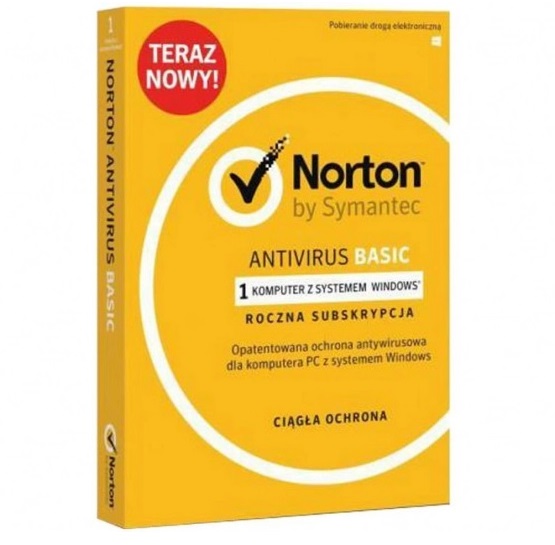 Pobieranie drogą elektroniczną
TERAZ
NOWY!
Norton
by Symantec
ANTIVIRUS BASIC
1 KOMPUTER Z SYSTEMEM WINDOWS®
ROCZNA SUBSKRYPCJA
Opatentowana ochrona antywirusowa
dla komputera PC z systemem Windows
CIĄGŁA OCHRONA
1
NORTON™ ANTIVIRUS BASIC
Norton